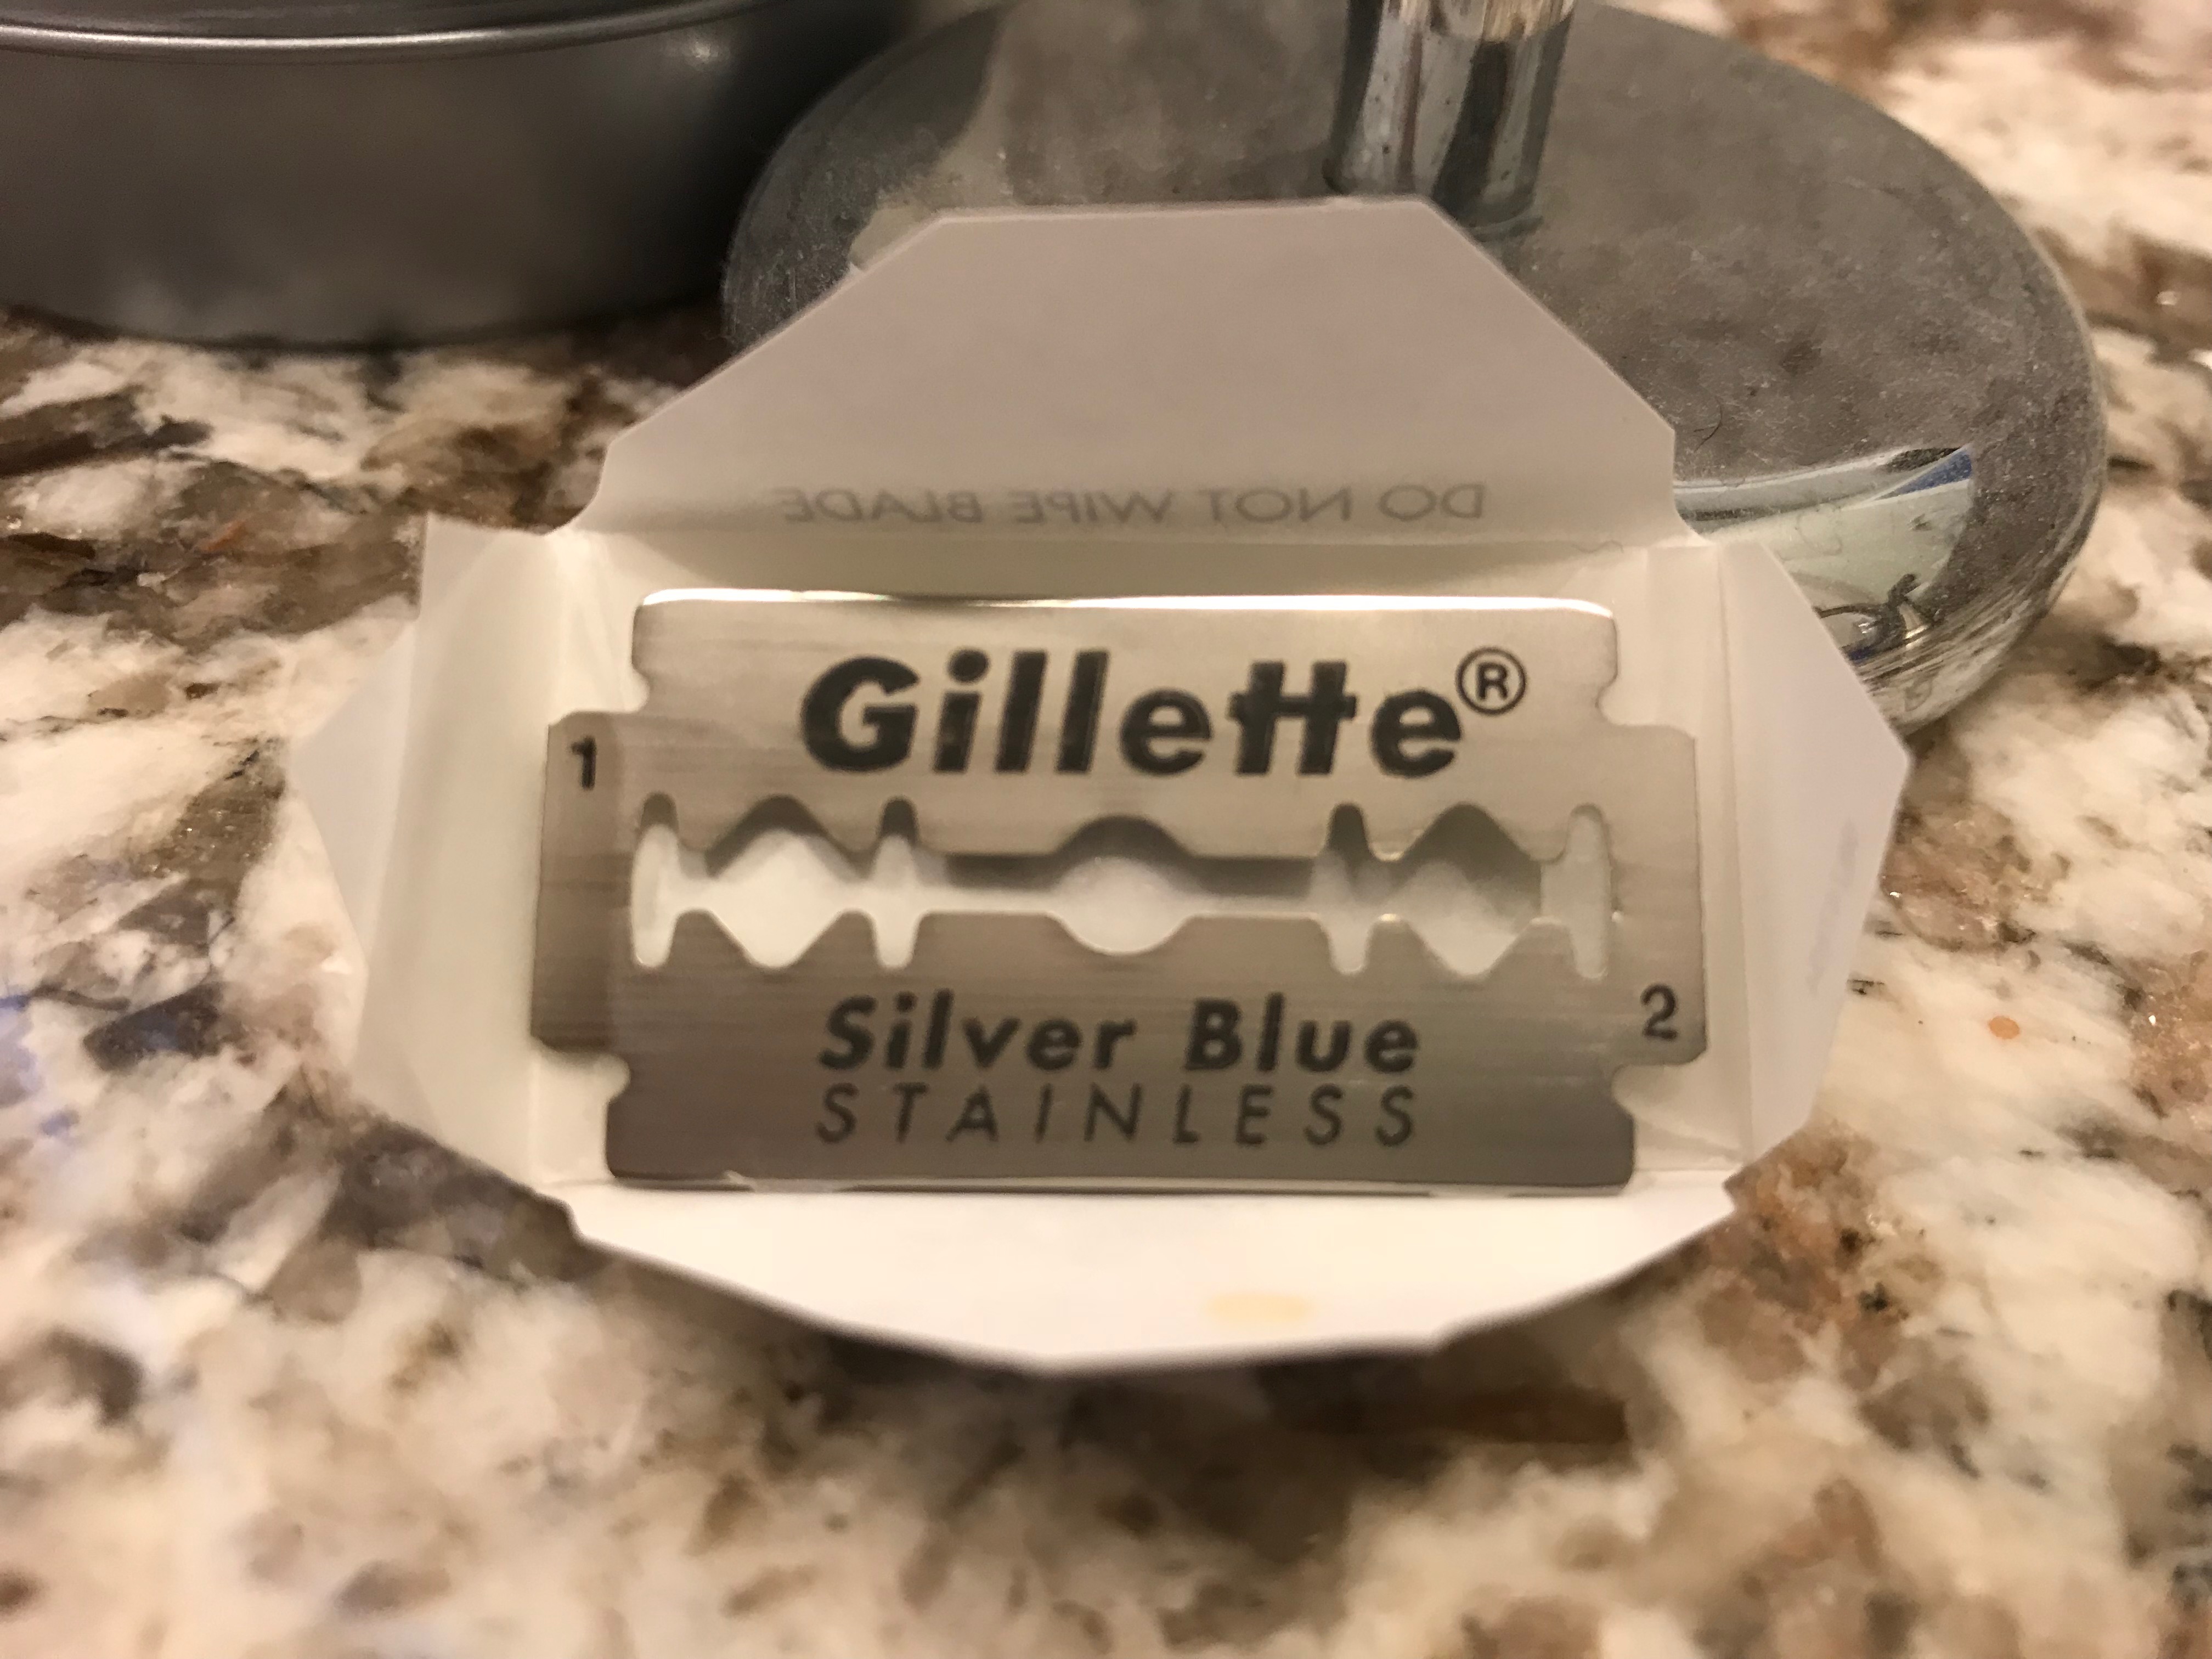 DO NOT WIPE BLADE
Gillette®
1
2
Silver Blue
STAINLESS